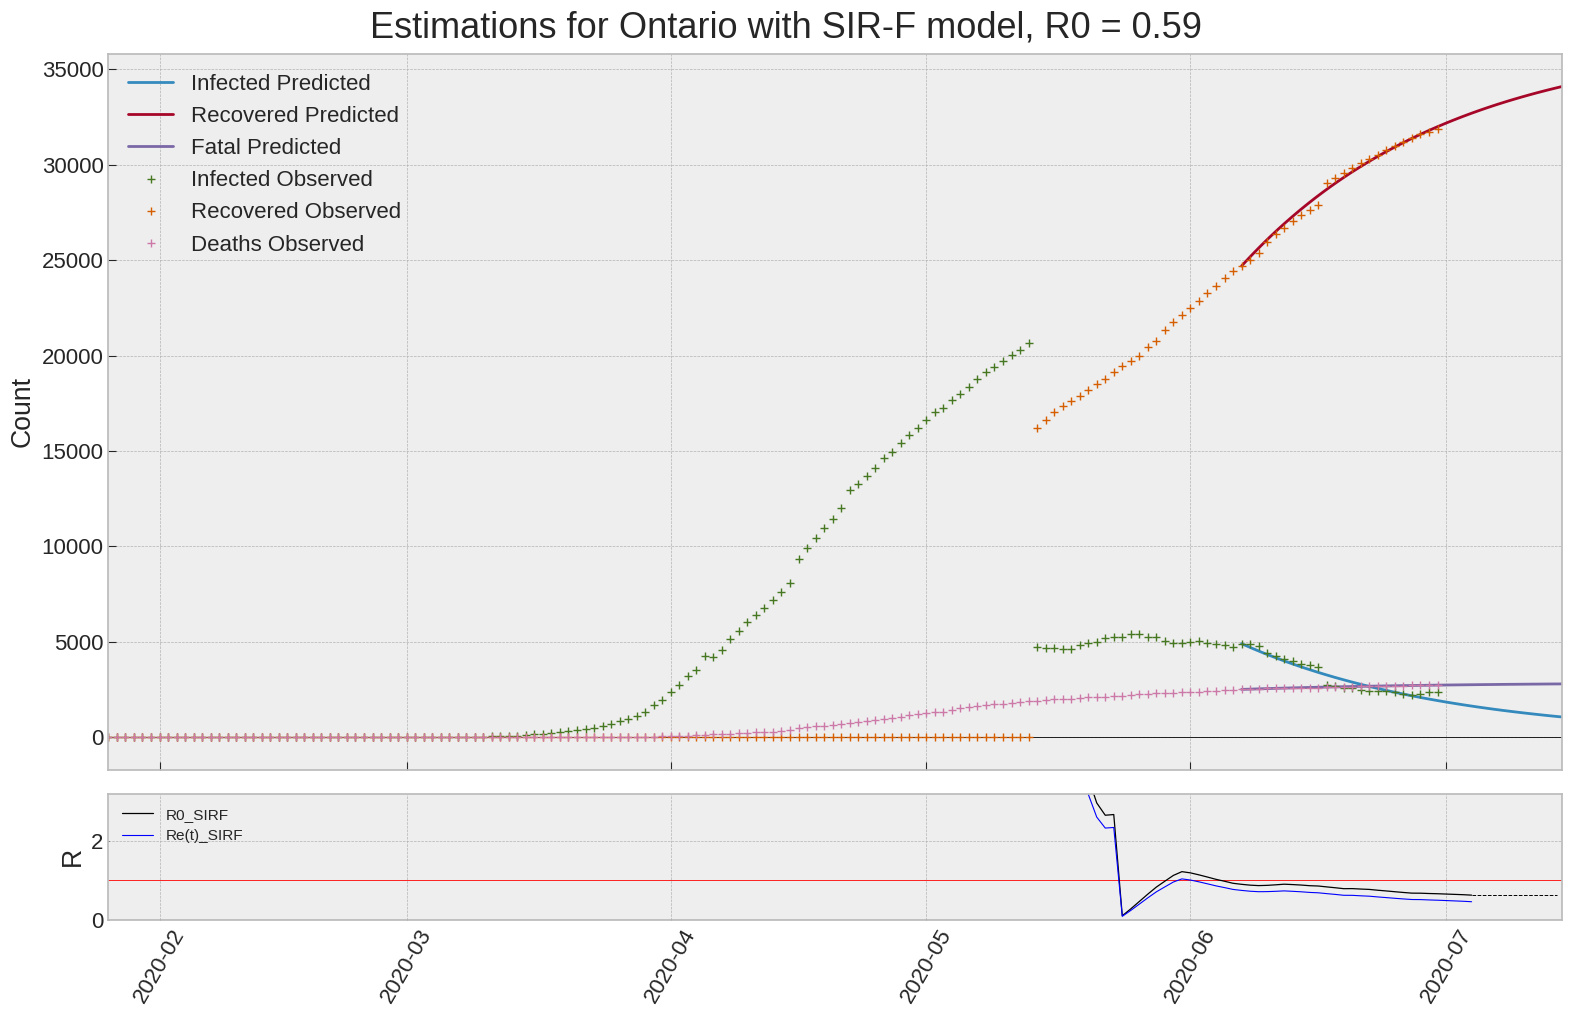 Estimations for Ontario with SIR-F model, R0 = 0.59
35000
30000
25000
20000
15000
10000
5000
0
Count
Infected Predicted
Recovered Predicted
Fatal Predicted
Infected Observed
Recovered Observed
Deaths Observed
2
0
R
R0_SIRF
Re(t)_SIRF
2020-02
2020-03
2020-04
2020-05
2020-06
2020-07